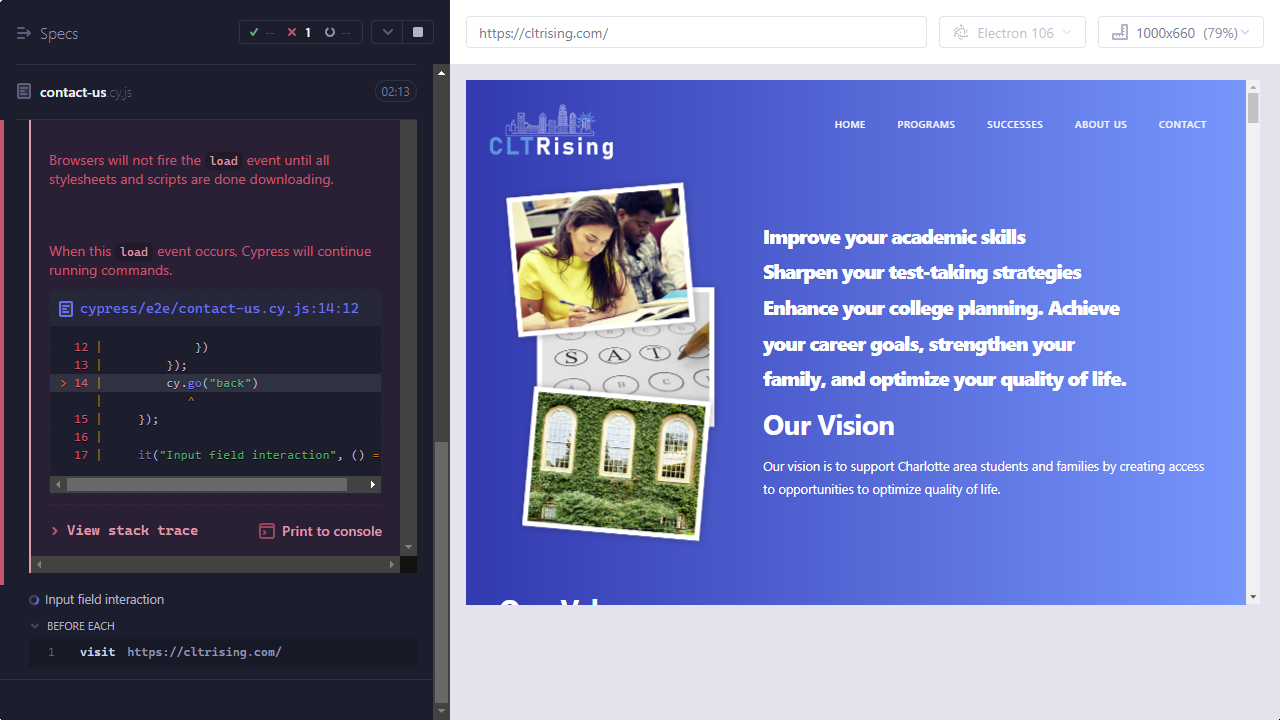 Specs
--
1
--
contact-us.cy.js
02:13
Browsers will not fire the load event until all
stylesheets and scripts are done downloading.
When this load event occurs, Cypress will continue
running commands.
cypress/e2e/contact-us.cy.js:14:12
12 | })
13 | });
> 14 | cy.go("back")
| ^
15 | });
16 |
17 | it("Input field interaction", () =
> View stack trace
Print to console
Input field interaction
BEFORE EACH
1 visit https://cltrising.com/
https://cltrising.com/
Electron 106
1000x660 (79%)
CLTRising
HOME
PROGRAMS
SUCCESSES
ABOUT US
CONTACT
S A T
A B C
Improve your academic skills
Sharpen your test-taking strategies
Enhance your college planning. Achieve
your career goals, strengthen your
family, and optimize your quality of life.
Our Vision
Our vision is to support Charlotte area students and families by creating access
to opportunities to optimize quality of life.